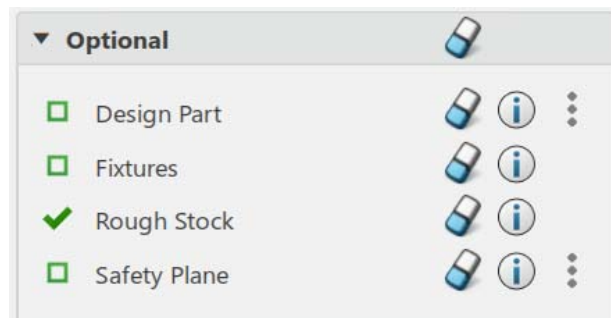 Optional
Design Part
Fixtures
Rough Stock
Safety Plane